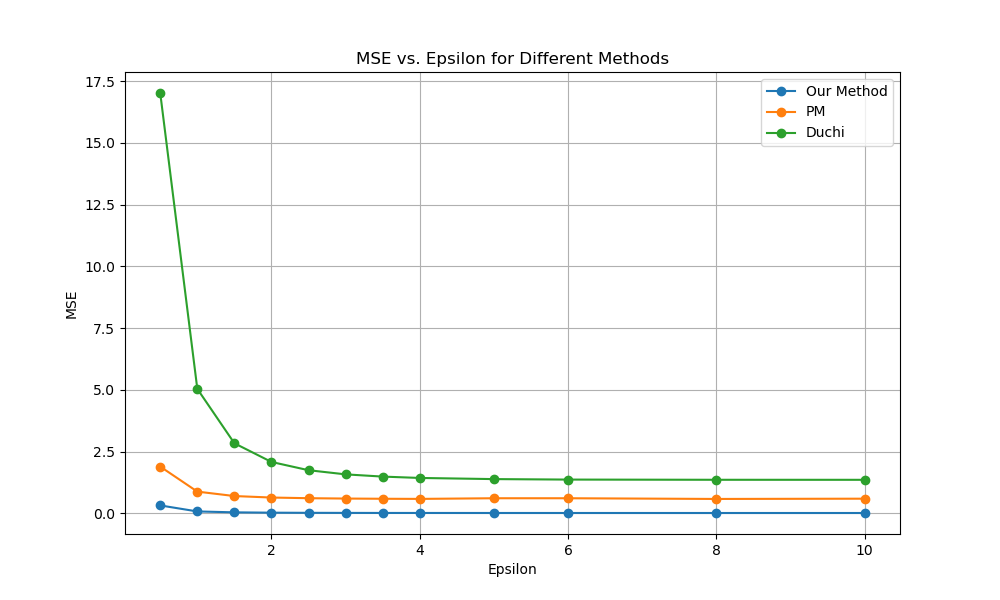 MSE vs. Epsilon for Different Methods
17.5
15.0
12.5
10.0
7.5
5.0
2.5
0.0
MSE
2 4 6 8 10
Epsilon
Our Method
PM
Duchi